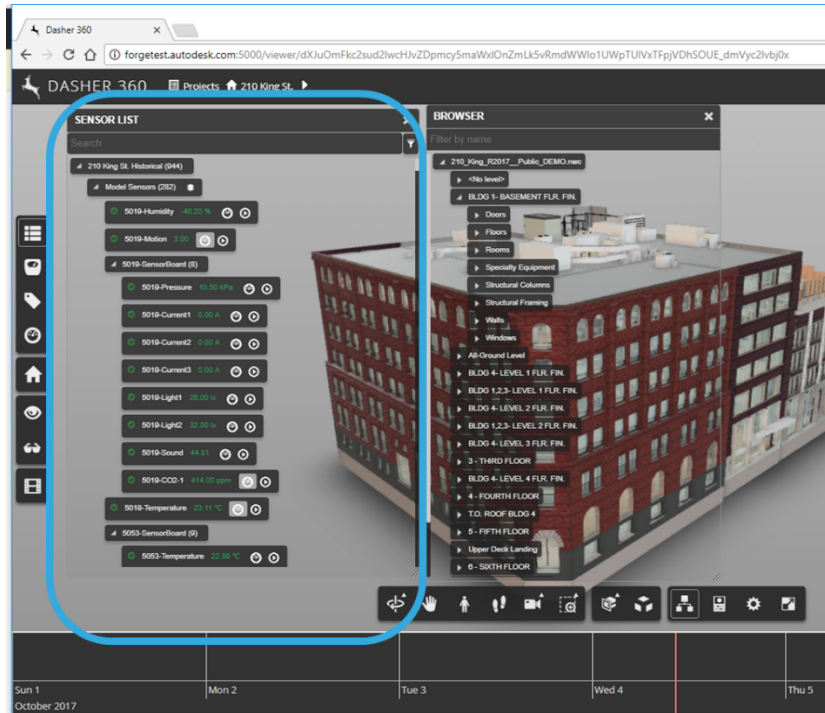 Dasher 360
forgetest.autodesk.com:5000/viewer/
DASHER 360 Projects 210 King St.
SENSOR LIST
Search
210 King St. Historical (944)
Model Sensors (282)
5019-Humidity -40.20 %
5019-Motion 3.00
5019-SensorBoard (8)
5019-Pressure 10.50 kPa
5019-Current1 0.00 A
5019-Current2 0.00 A
5019-Current3 0.00 A
5019-Light1 26.00 lx
5019-Light2 32.00 lx
5019-Sound 44.81
5019-CO2-1 414.00 ppm
5019-Temperature 23.11 °C
5053-SensorBoard (9)
5053-Temperature 22.89 °C
BROWSER
Filter by name
210_King_R2017__Public_DEMO.nwc
<No level>
BLDG 1- BASEMENT FLR. FIN.
Doors
Floors
Rooms
Specialty Equipment
Structural Columns
Structural Framing
Walls
Windows
All-Ground Level
BLDG 4- LEVEL 1 FLR. FIN.
BLDG 1,2,3- LEVEL 1 FLR. FIN.
BLDG 4- LEVEL 2 FLR. FIN.
BLDG 1,2,3- LEVEL 2 FLR. FIN.
BLDG 4- LEVEL 3 FLR. FIN.
3 - THIRD FLOOR
BLDG 4- LEVEL 4 FLR. FIN.
4 - FOURTH FLOOR
T.O. ROOF BLDG 4
5 - FIFTH FLOOR
Upper Deck Landing
6 - SIXTH FLOOR
Sun 1 Mon 2 Tue 3 Wed 4 Thu 5
October 2017